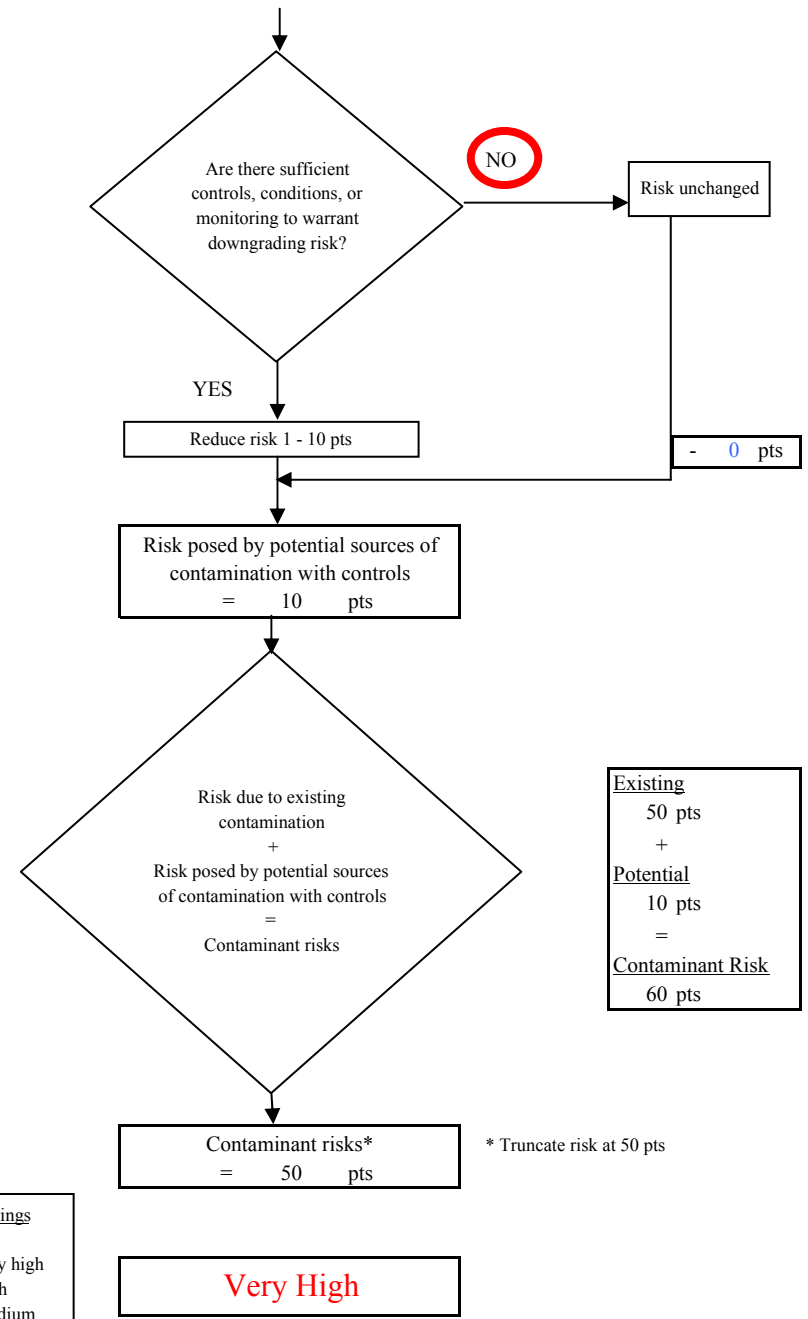 Are there sufficient
controls, conditions, or
monitoring to warrant
downgrading risk?
NO
Risk unchanged
YES
Reduce risk 1 - 10 pts
- 0 pts
Risk posed by potential sources of
contamination with controls
= 10 pts
Risk due to existing
contamination
+
Risk posed by potential sources
of contamination with controls
=
Contaminant risks
Existing
50 pts
+
Potential
10 pts
=
Contaminant Risk
60 pts
Contaminant risks*
= 50 pts
* Truncate risk at 50 pts
high
Very High